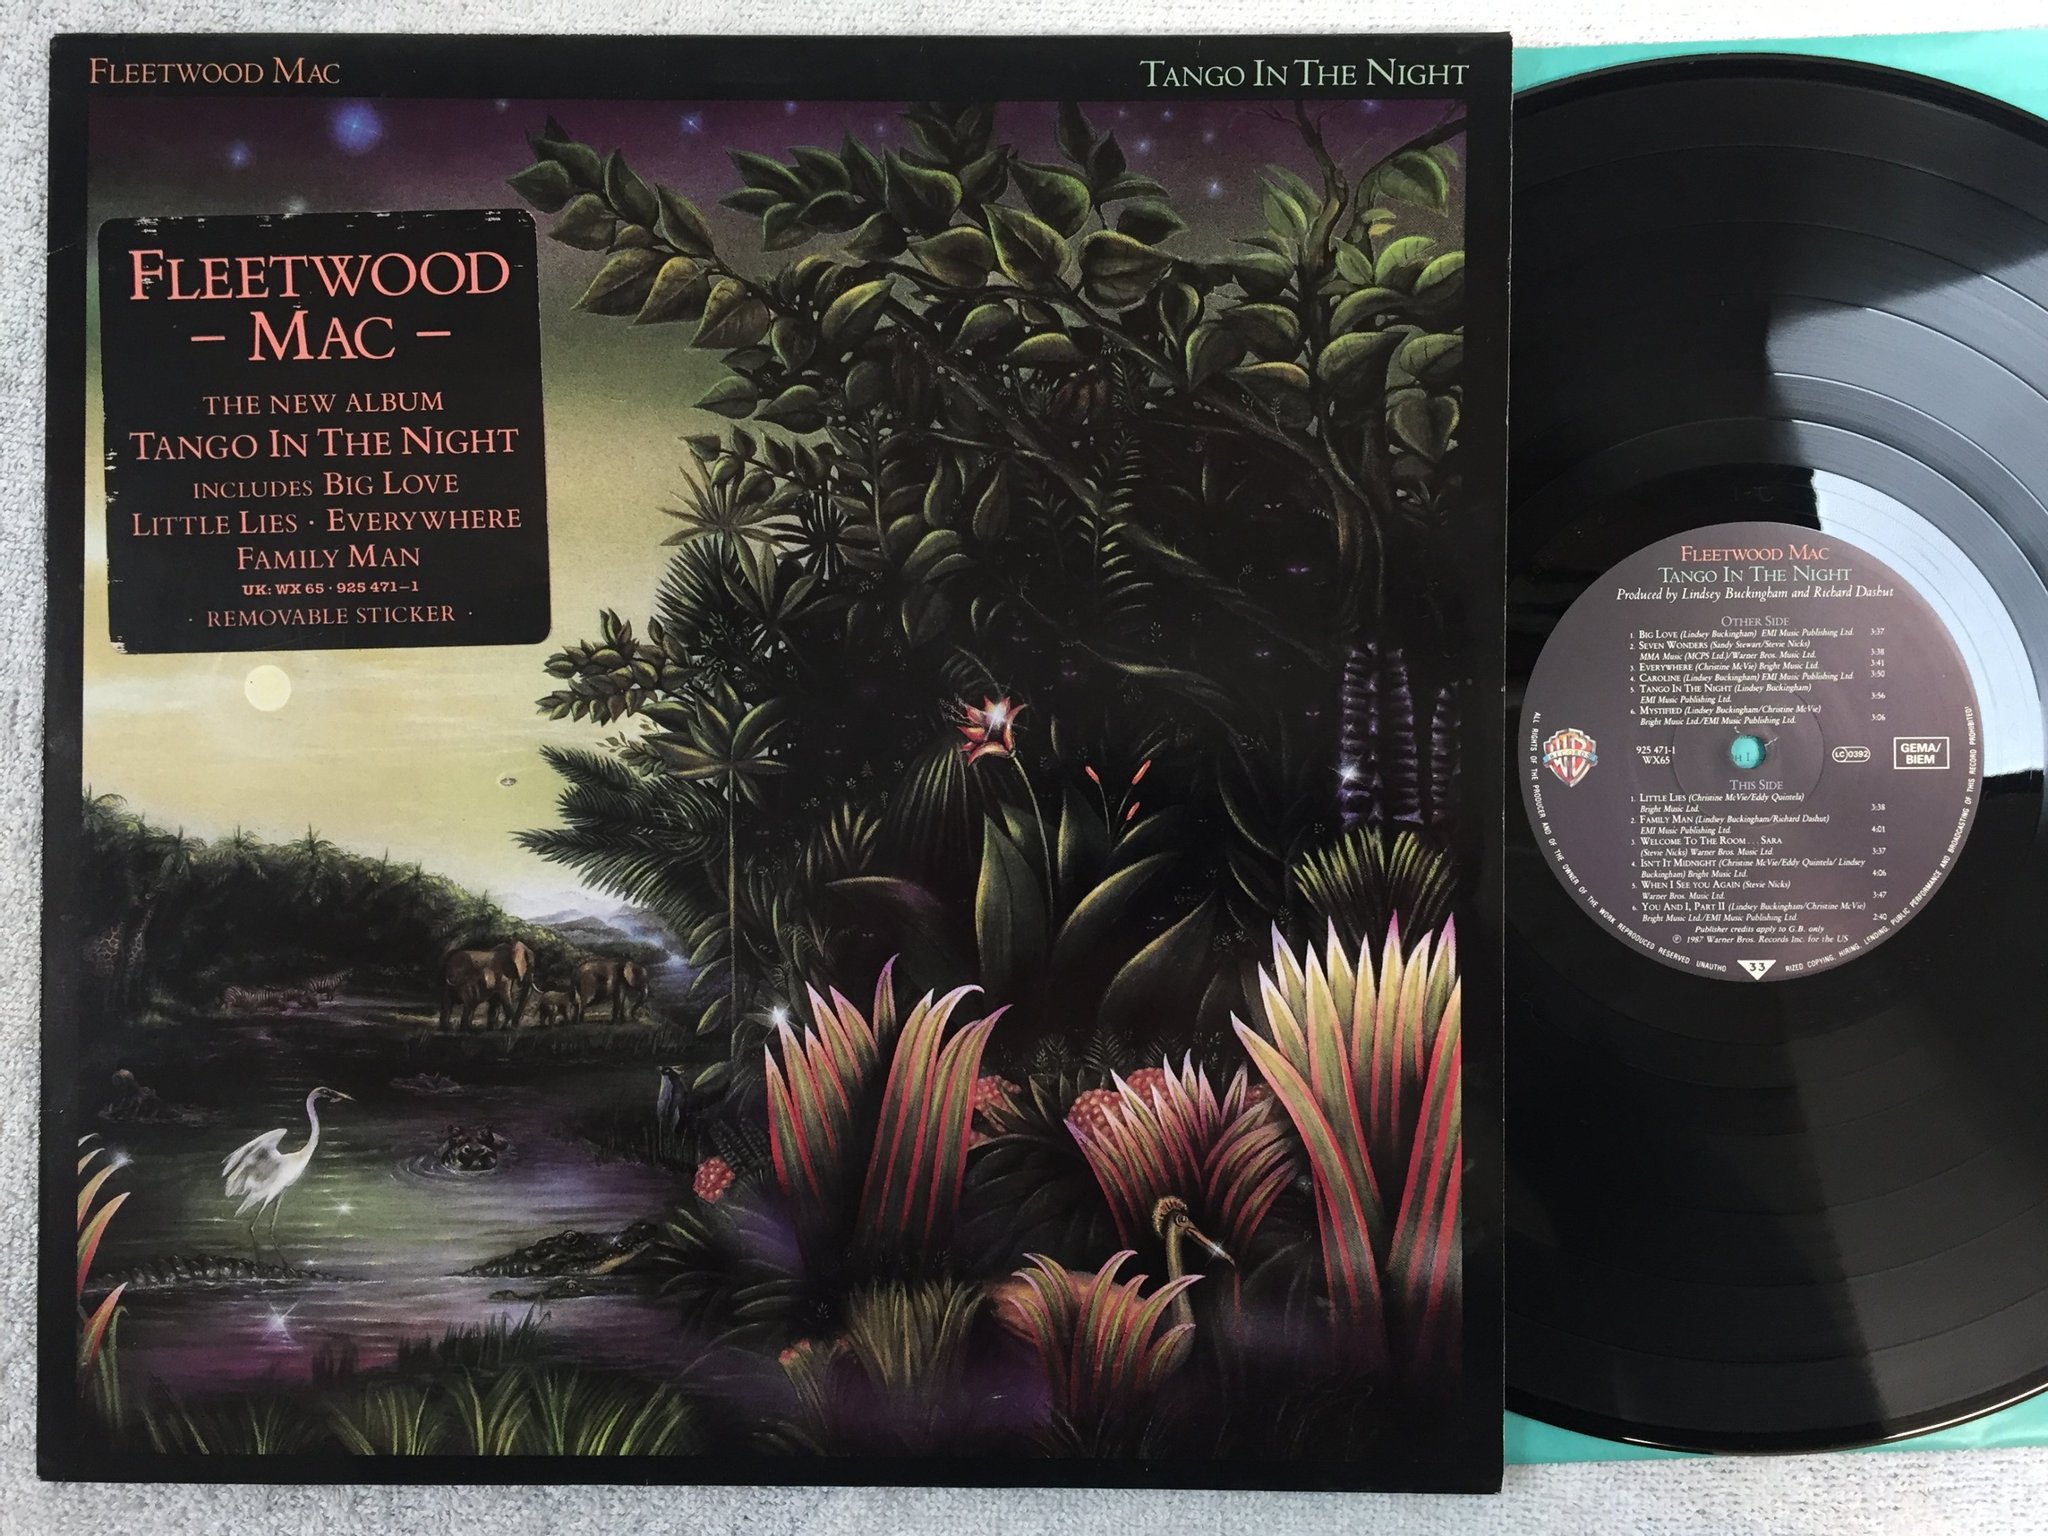 FLEETWOOD MAC
TANGO IN THE NIGHT
FLEETWOOD
– MAC –
THE NEW ALBUM
TANGO IN THE NIGHT
INCLUDES BIG LOVE
LITTLE LIES · EVERYWHERE
FAMILY MAN
UK: WX 65 · 925 471–1
· REMOVABLE STICKER ·
FLEETWOOD MAC
TANGO IN THE NIGHT
Produced by Lindsey Buckingham and Richard Dashut
OTHER SIDE
1. BIG LOVE (Lindsey Buckingham) EMI Music Publishing Ltd. 3:37
2. SEVEN WONDERS (Sandy Stewart/Stevie Nicks)
MMA Music (MCPS Ltd.)/Warner Bros. Music Ltd. 3:38
3. EVERYWHERE (Christine McVie) Bright Music Ltd. 3:41
4. CAROLINE (Lindsey Buckingham) EMI Music Publishing Ltd. 3:50
5. TANGO IN THE NIGHT (Lindsey Buckingham)
EMI Music Publishing Ltd. 3:56
6. MYSTIFIED (Lindsey Buckingham/Christine McVie)
Bright Music Ltd./EMI Music Publishing Ltd. 3:06
925 471-1
WX65
LC 0392
GEMA/
BIEM
THIS SIDE
1. LITTLE LIES (Christine McVie/Eddy Quintela)
Bright Music Ltd. 3:38
2. FAMILY MAN (Lindsey Buckingham/Richard Dashut)
EMI Music Publishing Ltd. 4:01
3. WELCOME TO THE ROOM . . . SARA
(Stevie Nicks) Warner Bros. Music Ltd. 3:37
4. ISN'T IT MIDNIGHT (Christine McVie/Eddy Quintela/ Lindsey
Buckingham) Bright Music Ltd. 4:06
5. WHEN I SEE YOU AGAIN (Stevie Nicks)
Warner Bros. Music Ltd. 3:47
6. YOU AND I, PART II (Lindsey Buckingham/Christine McVie)
Bright Music Ltd./EMI Music Publishing Ltd. 2:40
Publisher credits apply to G.B. only
℗ 1987 Warner Bros. Records Inc. for the US
33
ALL RIGHTS OF THE PRODUCER AND OF THE OWNER OF THE WORK REPRODUCED RESERVED UNAUTHO RIZED COPYING, HIRING, LENDING, PUBLIC PERFORMANCE AND BROADCASTING OF THIS RECORD PROHIBITED!